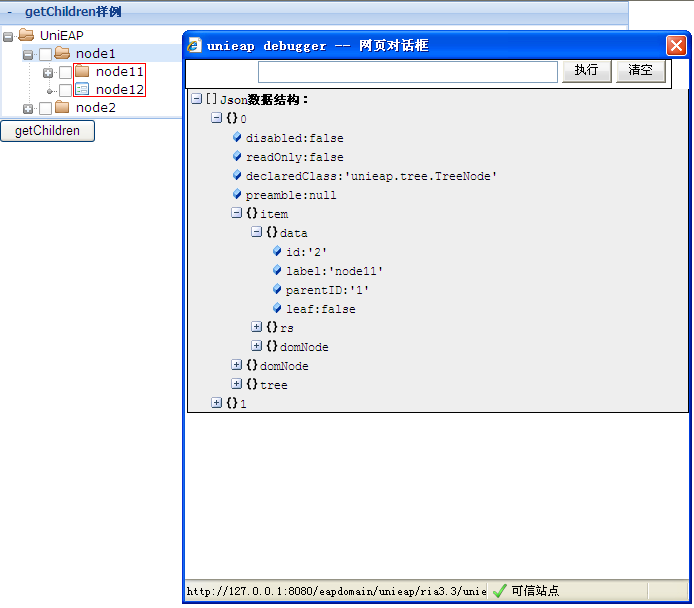 - getChildren样例
UniEAP
node1
node11
node12
node2
getChildren
unieap debugger -- 网页对话框
执行 清空
[]Json数据结构：
{}0
disabled:false
readOnly:false
declaredClass:'unieap.tree.TreeNode'
preamble:null
{}item
{}data
id:'2'
label:'node11'
parentID:'1'
leaf:false
{}rs
{}domNode
{}domNode
{}tree
{}1
http://127.0.0.1:8080/eapdomain/unieap/ria3.3/unie 可信站点